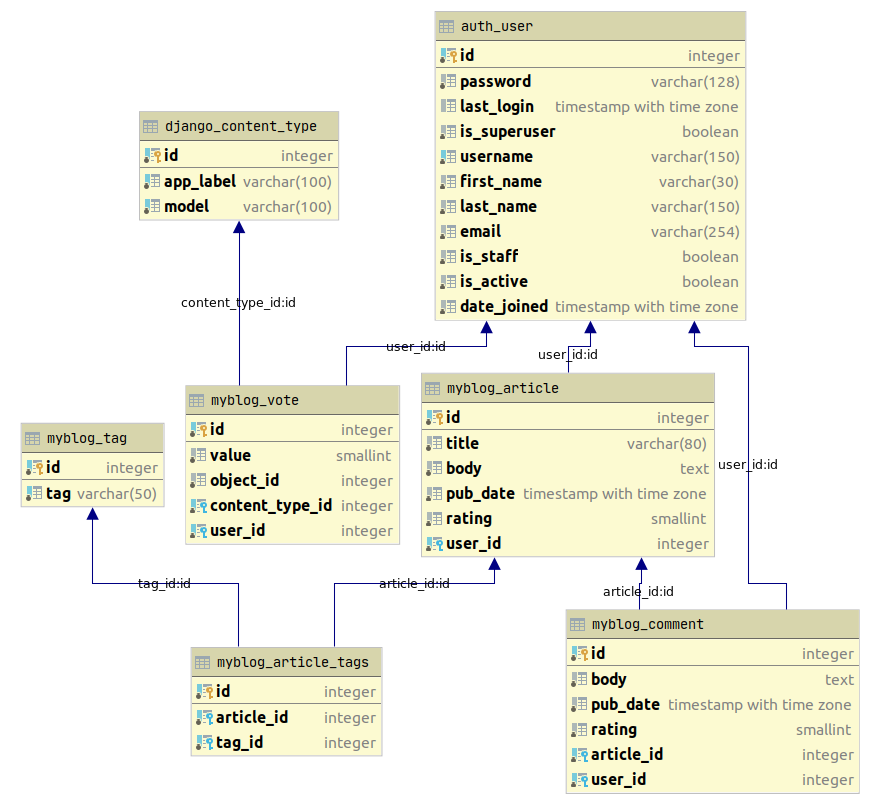 auth_user
id integer
password varchar(128)
last_login timestamp with time zone
is_superuser boolean
username varchar(150)
first_name varchar(30)
last_name varchar(150)
email varchar(254)
is_staff boolean
is_active boolean
date_joined timestamp with time zone
django_content_type
id integer
app_label varchar(100)
model varchar(100)
content_type_id:id
user_id:id
user_id:id
user_id:id
myblog_vote
id integer
value smallint
object_id integer
content_type_id integer
user_id integer
myblog_article
id integer
title varchar(80)
body text
pub_date timestamp with time zone
rating smallint
user_id integer
myblog_tag
id integer
tag varchar(50)
tag_id:id
article_id:id
article_id:id
myblog_article_tags
id integer
article_id integer
tag_id integer
myblog_comment
id integer
body text
pub_date timestamp with time zone
rating smallint
article_id integer
user_id integer